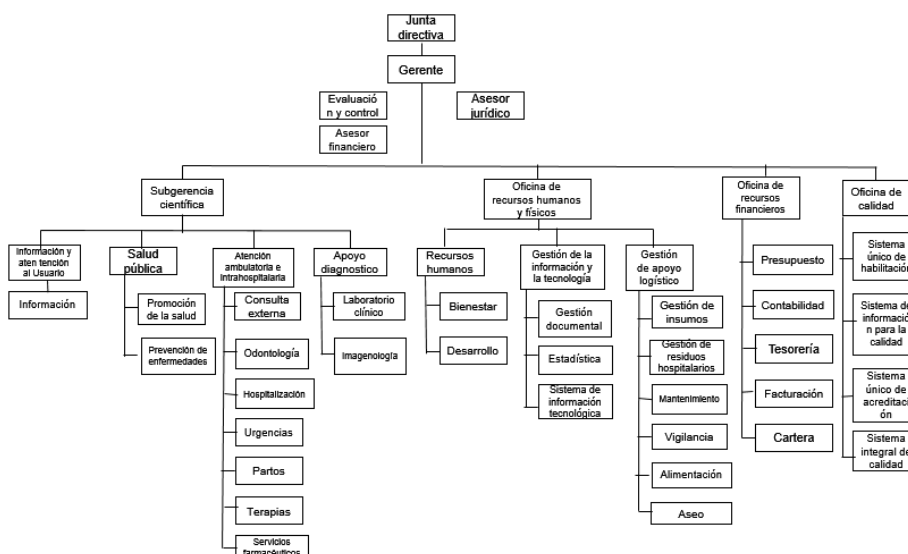 Junta
directiva
Gerente
Evaluació
n y control
Asesor
jurídico
Asesor
financiero
Subgerencia
científica
Oficina de
recursos humanos
y físicos
Oficina de
recursos
financieros
Oficina de
calidad
Información y
aten tención
al Usuario
Salud
pública
Atención
ambulatoria e
Intrahospitalaria
Apoyo
diagnostico
Recursos
humanos
Gestión de la
información y
la tecnología
Gestión
de apoyo
logístico
Información
Promoción
de la salud
Prevención de
enfermedades
Consulta
externa
Odontología
Hospitalización
Urgencias
Partos
Terapias
Servicios
farmacéuticos
Laboratorio
clínico
Imagenología
Bienestar
Desarrollo
Gestión
documental
Estadística
Sistema de
información
tecnológica
Gestión de
insumos
Gestión de
residuos
hospitalarios
Mantenimiento
Vigilancia
Alimentación
Aseo
Presupuesto
Contabilidad
Tesorería
Facturación
Cartera
Sistema
único de
habilitación
Sistema de
informació
n para la
calidad
Sistema
único de
acreditaci
ón
Sistema
integral de
calidad